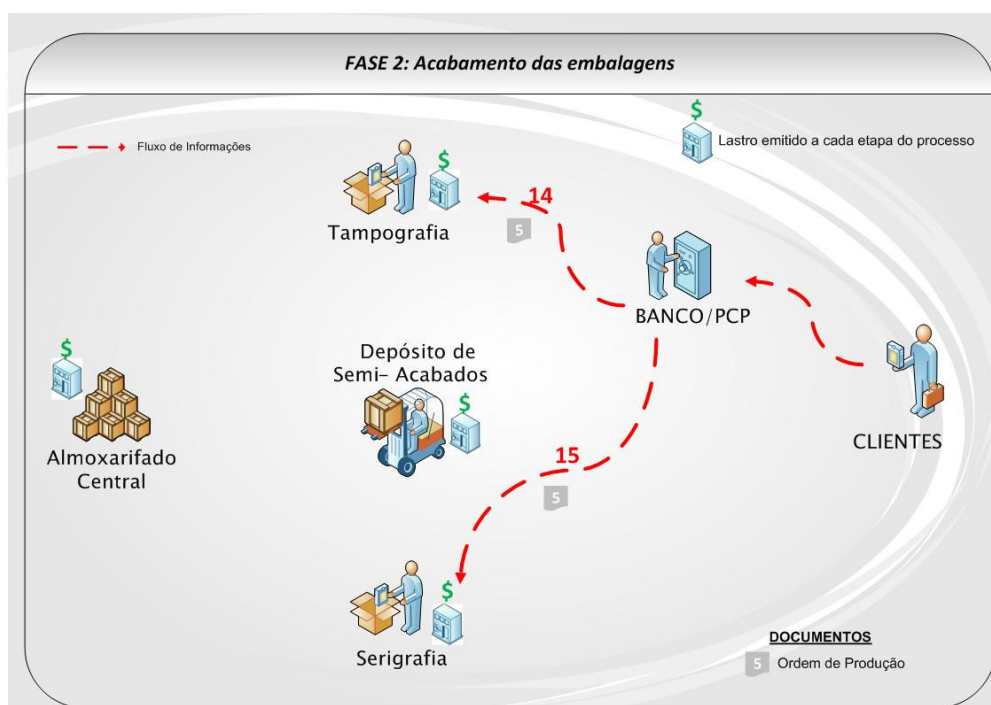 FASE 2: Acabamento das embalagens
$
Lastro emitido a cada etapa do processo
Fluxo de Informações
$
14
5
Tampografia
BANCO/PCP
$
Almoxarifado
Central
Depósito de
Semi- Acabados
$
CLIENTES
15
5
$
Serigrafia
DOCUMENTOS
5 Ordem de Produção